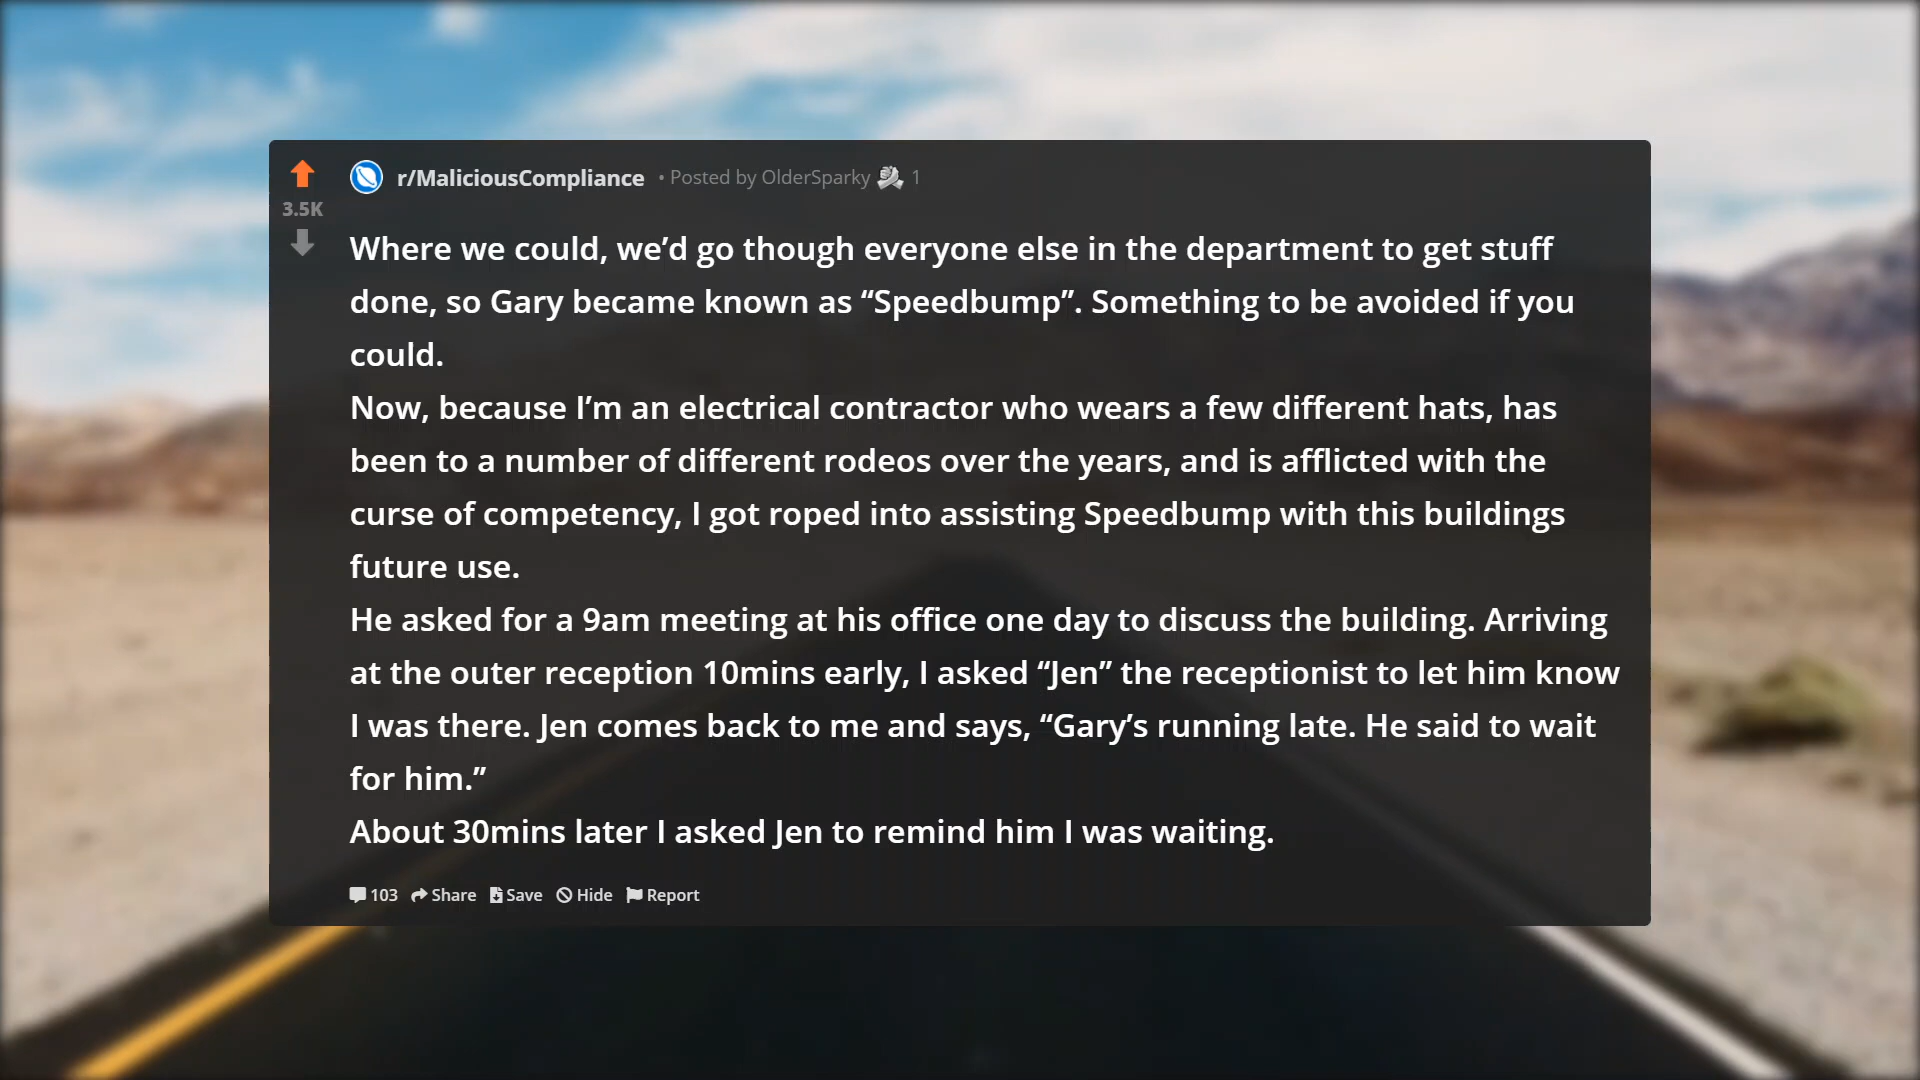 r/MaliciousCompliance • Posted by OlderSparky 1
3.5K
Where we could, we’d go though everyone else in the department to get stuff
done, so Gary became known as “Speedbump”. Something to be avoided if you
could.
Now, because I’m an electrical contractor who wears a few different hats, has
been to a number of different rodeos over the years, and is afflicted with the
curse of competency, I got roped into assisting Speedbump with this buildings
future use.
He asked for a 9am meeting at his office one day to discuss the building. Arriving
at the outer reception 10mins early, I asked “Jen” the receptionist to let him know
I was there. Jen comes back to me and says, “Gary’s running late. He said to wait
for him.”
About 30mins later I asked Jen to remind him I was waiting.
103 Share Save Hide Report